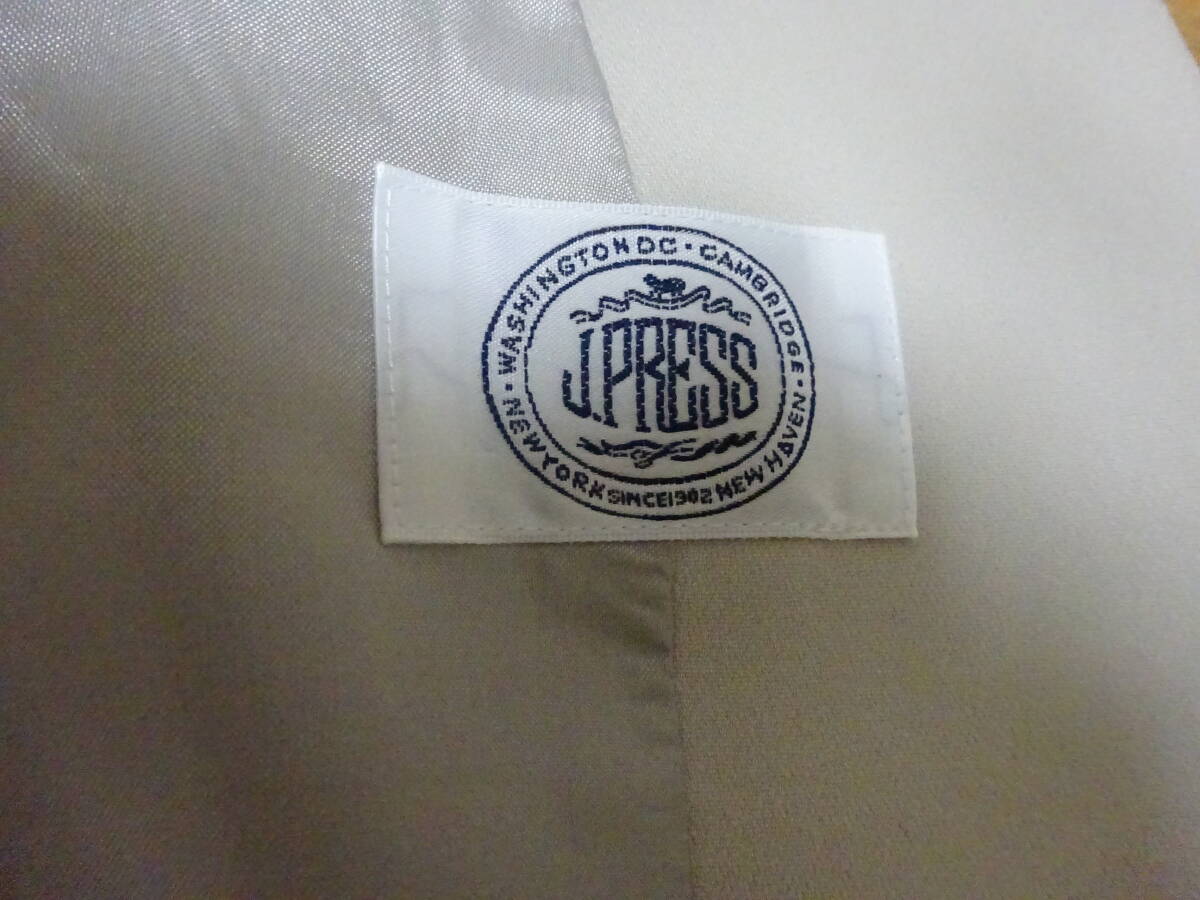 · WASHINGTON DC · CAMBRIDGE ·
J.PRESS
· NEW YORK SINCE 1902 NEW HAVEN ·